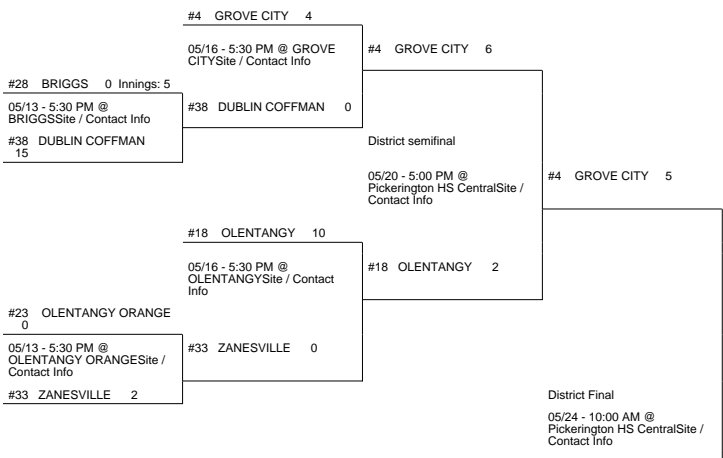 #4 GROVE CITY 4
05/16 - 5:30 PM @ GROVE
CITYSite / Contact Info
#4 GROVE CITY 6
#28 BRIGGS 0 Innings: 5
05/13 - 5:30 PM @
BRIGGSSite / Contact Info
#38 DUBLIN COFFMAN 0
#38 DUBLIN COFFMAN
15
District semifinal
05/20 - 5:00 PM @
Pickerington HS CentralSite /
Contact Info
#4 GROVE CITY 5
#18 OLENTANGY 10
05/16 - 5:30 PM @
OLENTANGYSite / Contact
Info
#18 OLENTANGY 2
#23 OLENTANGY ORANGE
0
05/13 - 5:30 PM @
OLENTANGY ORANGESite /
Contact Info
#33 ZANESVILLE 0
#33 ZANESVILLE 2
District Final
05/24 - 10:00 AM @
Pickerington HS CentralSite /
Contact Info